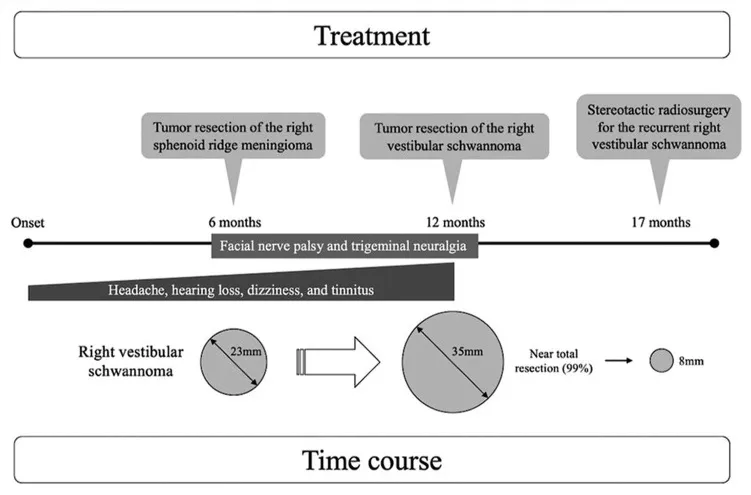 Treatment
Tumor resection of the right
sphenoid ridge meningioma
Tumor resection of the right
vestibular schwannoma
Stereotactic radiosurgery
for the recurrent right
vestibular schwannoma
Onset
6 months
12 months
17 months
Facial nerve palsy and trigeminal neuralgia
Headache, hearing loss, dizziness, and tinnitus
Right vestibular
schwannoma
23mm
35mm
Near total
resection (99%)
8mm
Time course